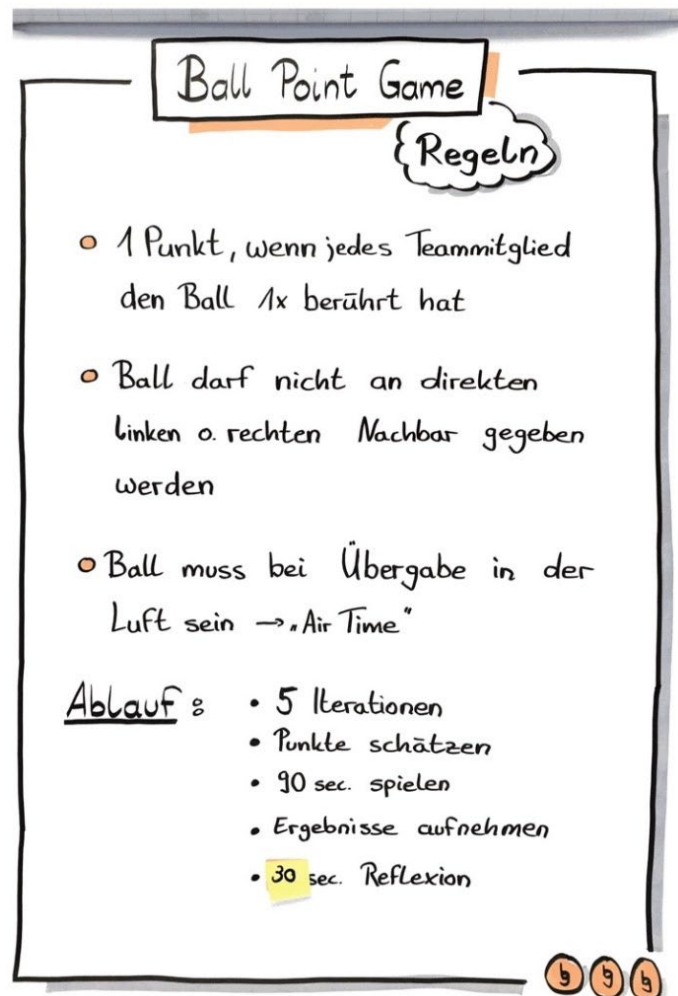 Ball Point Game
Regeln
1 Punkt, wenn jedes Teammitglied
den Ball 1x berührt hat
Ball darf nicht an direkten
linken o. rechten Nachbar gegeben
werden
Ball muss bei Übergabe in der
Luft sein → „Air Time"
Ablauf:
• 5 Iterationen
• Punkte schätzen
• 90 sec. spielen
• Ergebnisse aufnehmen
• 30 sec. Reflexion